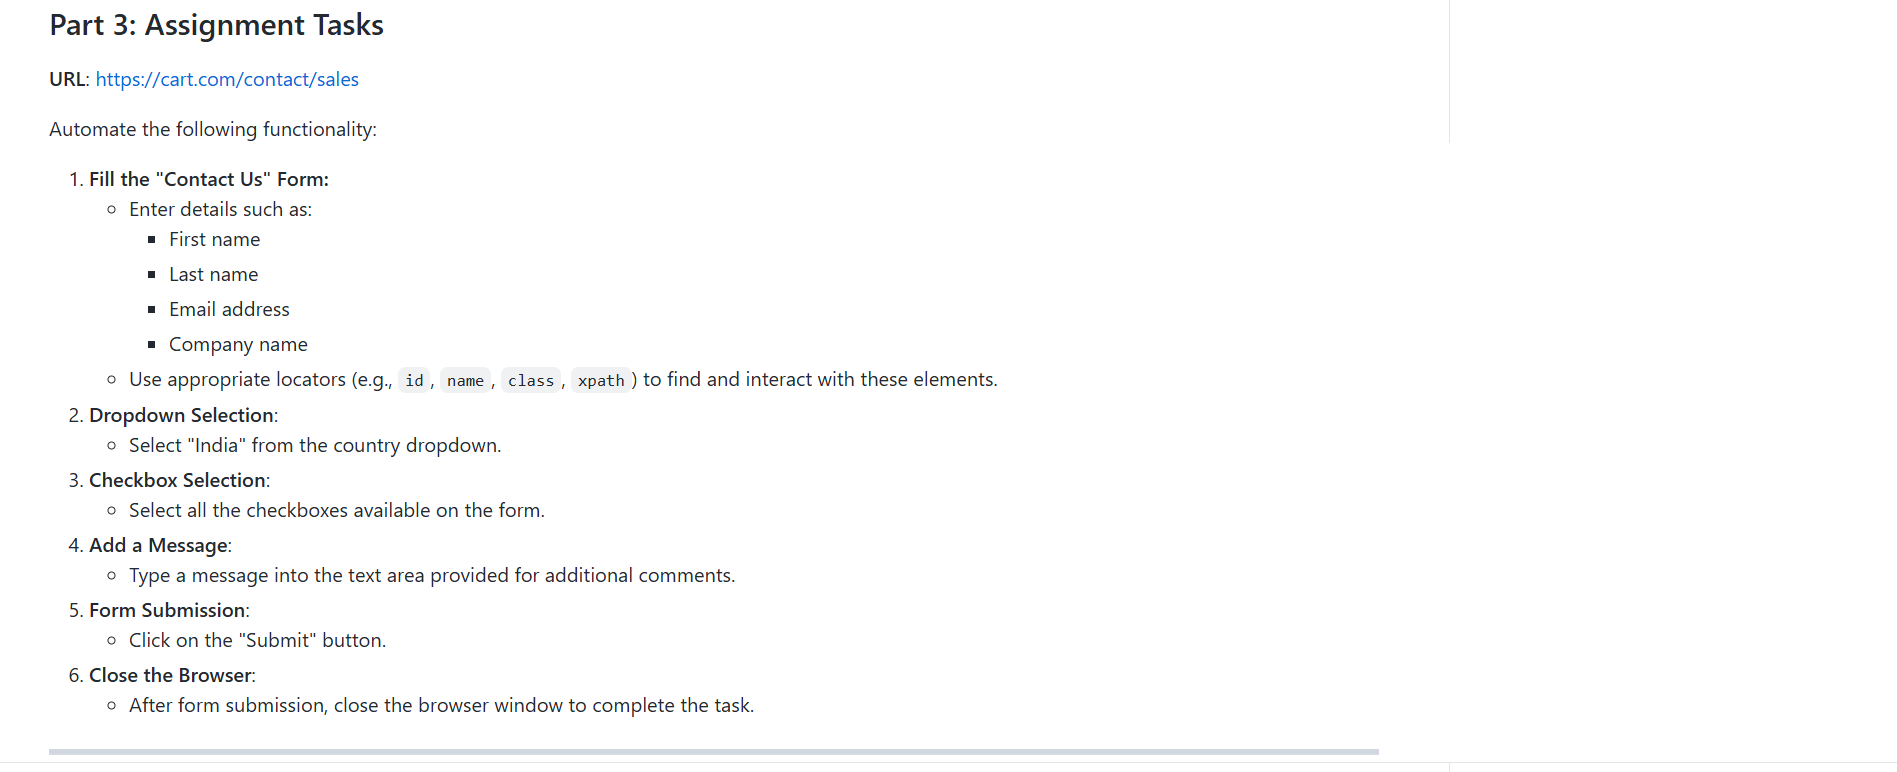 Part 3: Assignment Tasks
URL: https://cart.com/contact/sales
Automate the following functionality:
1. Fill the "Contact Us" Form:
Enter details such as:
First name
Last name
Email address
Company name
Use appropriate locators (e.g., id, name, class, xpath) to find and interact with these elements.
2. Dropdown Selection:
Select "India" from the country dropdown.
3. Checkbox Selection:
Select all the checkboxes available on the form.
4. Add a Message:
Type a message into the text area provided for additional comments.
5. Form Submission:
Click on the "Submit" button.
6. Close the Browser:
After form submission, close the browser window to complete the task.